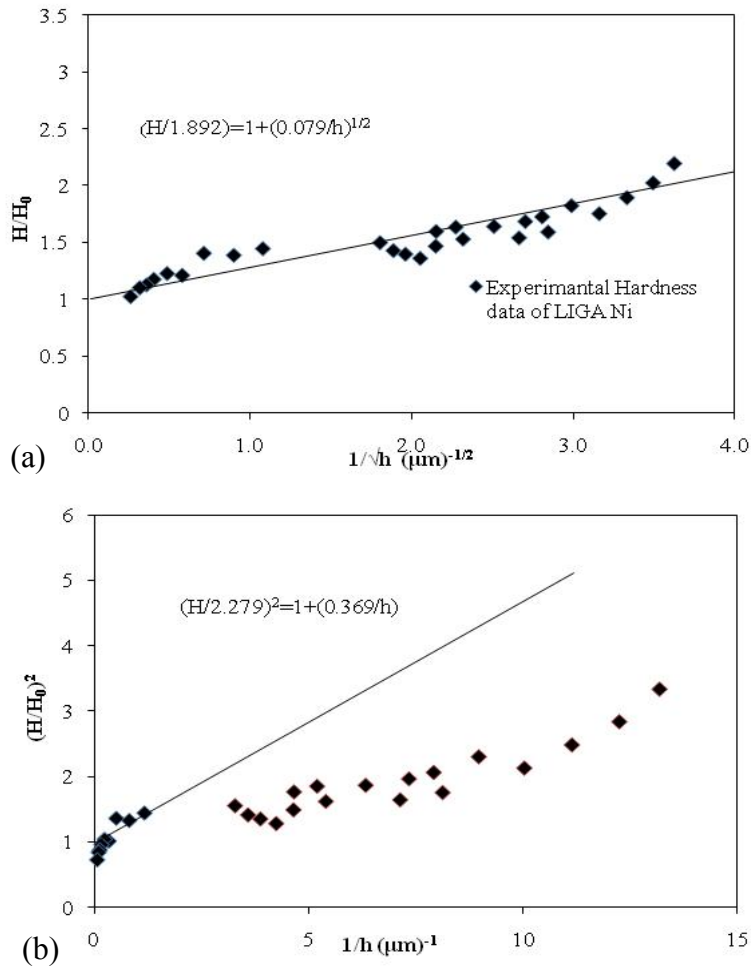 3.5
3
2.5
2
1.5
1
0.5
0
H/H₀
(H/1.892)=1+(0.079/h)^1/2
Experimantal Hardness
data of LIGA Ni
0.0 1.0 2.0 3.0 4.0
1/√h (μm)^-1/2
(a)
6
5
4
3
2
1
0
(H/H₀)²
(H/2.279)²=1+(0.369/h)
0 5 10 15
1/h (μm)^-1
(b)